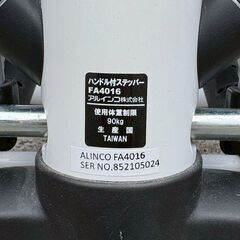 ハンドル付ステッパー
FA4016
アルインコ株式会社
使用体重制限
90kg
生産国
TAIWAN
ALINCO FA4016
SER NO.852105024